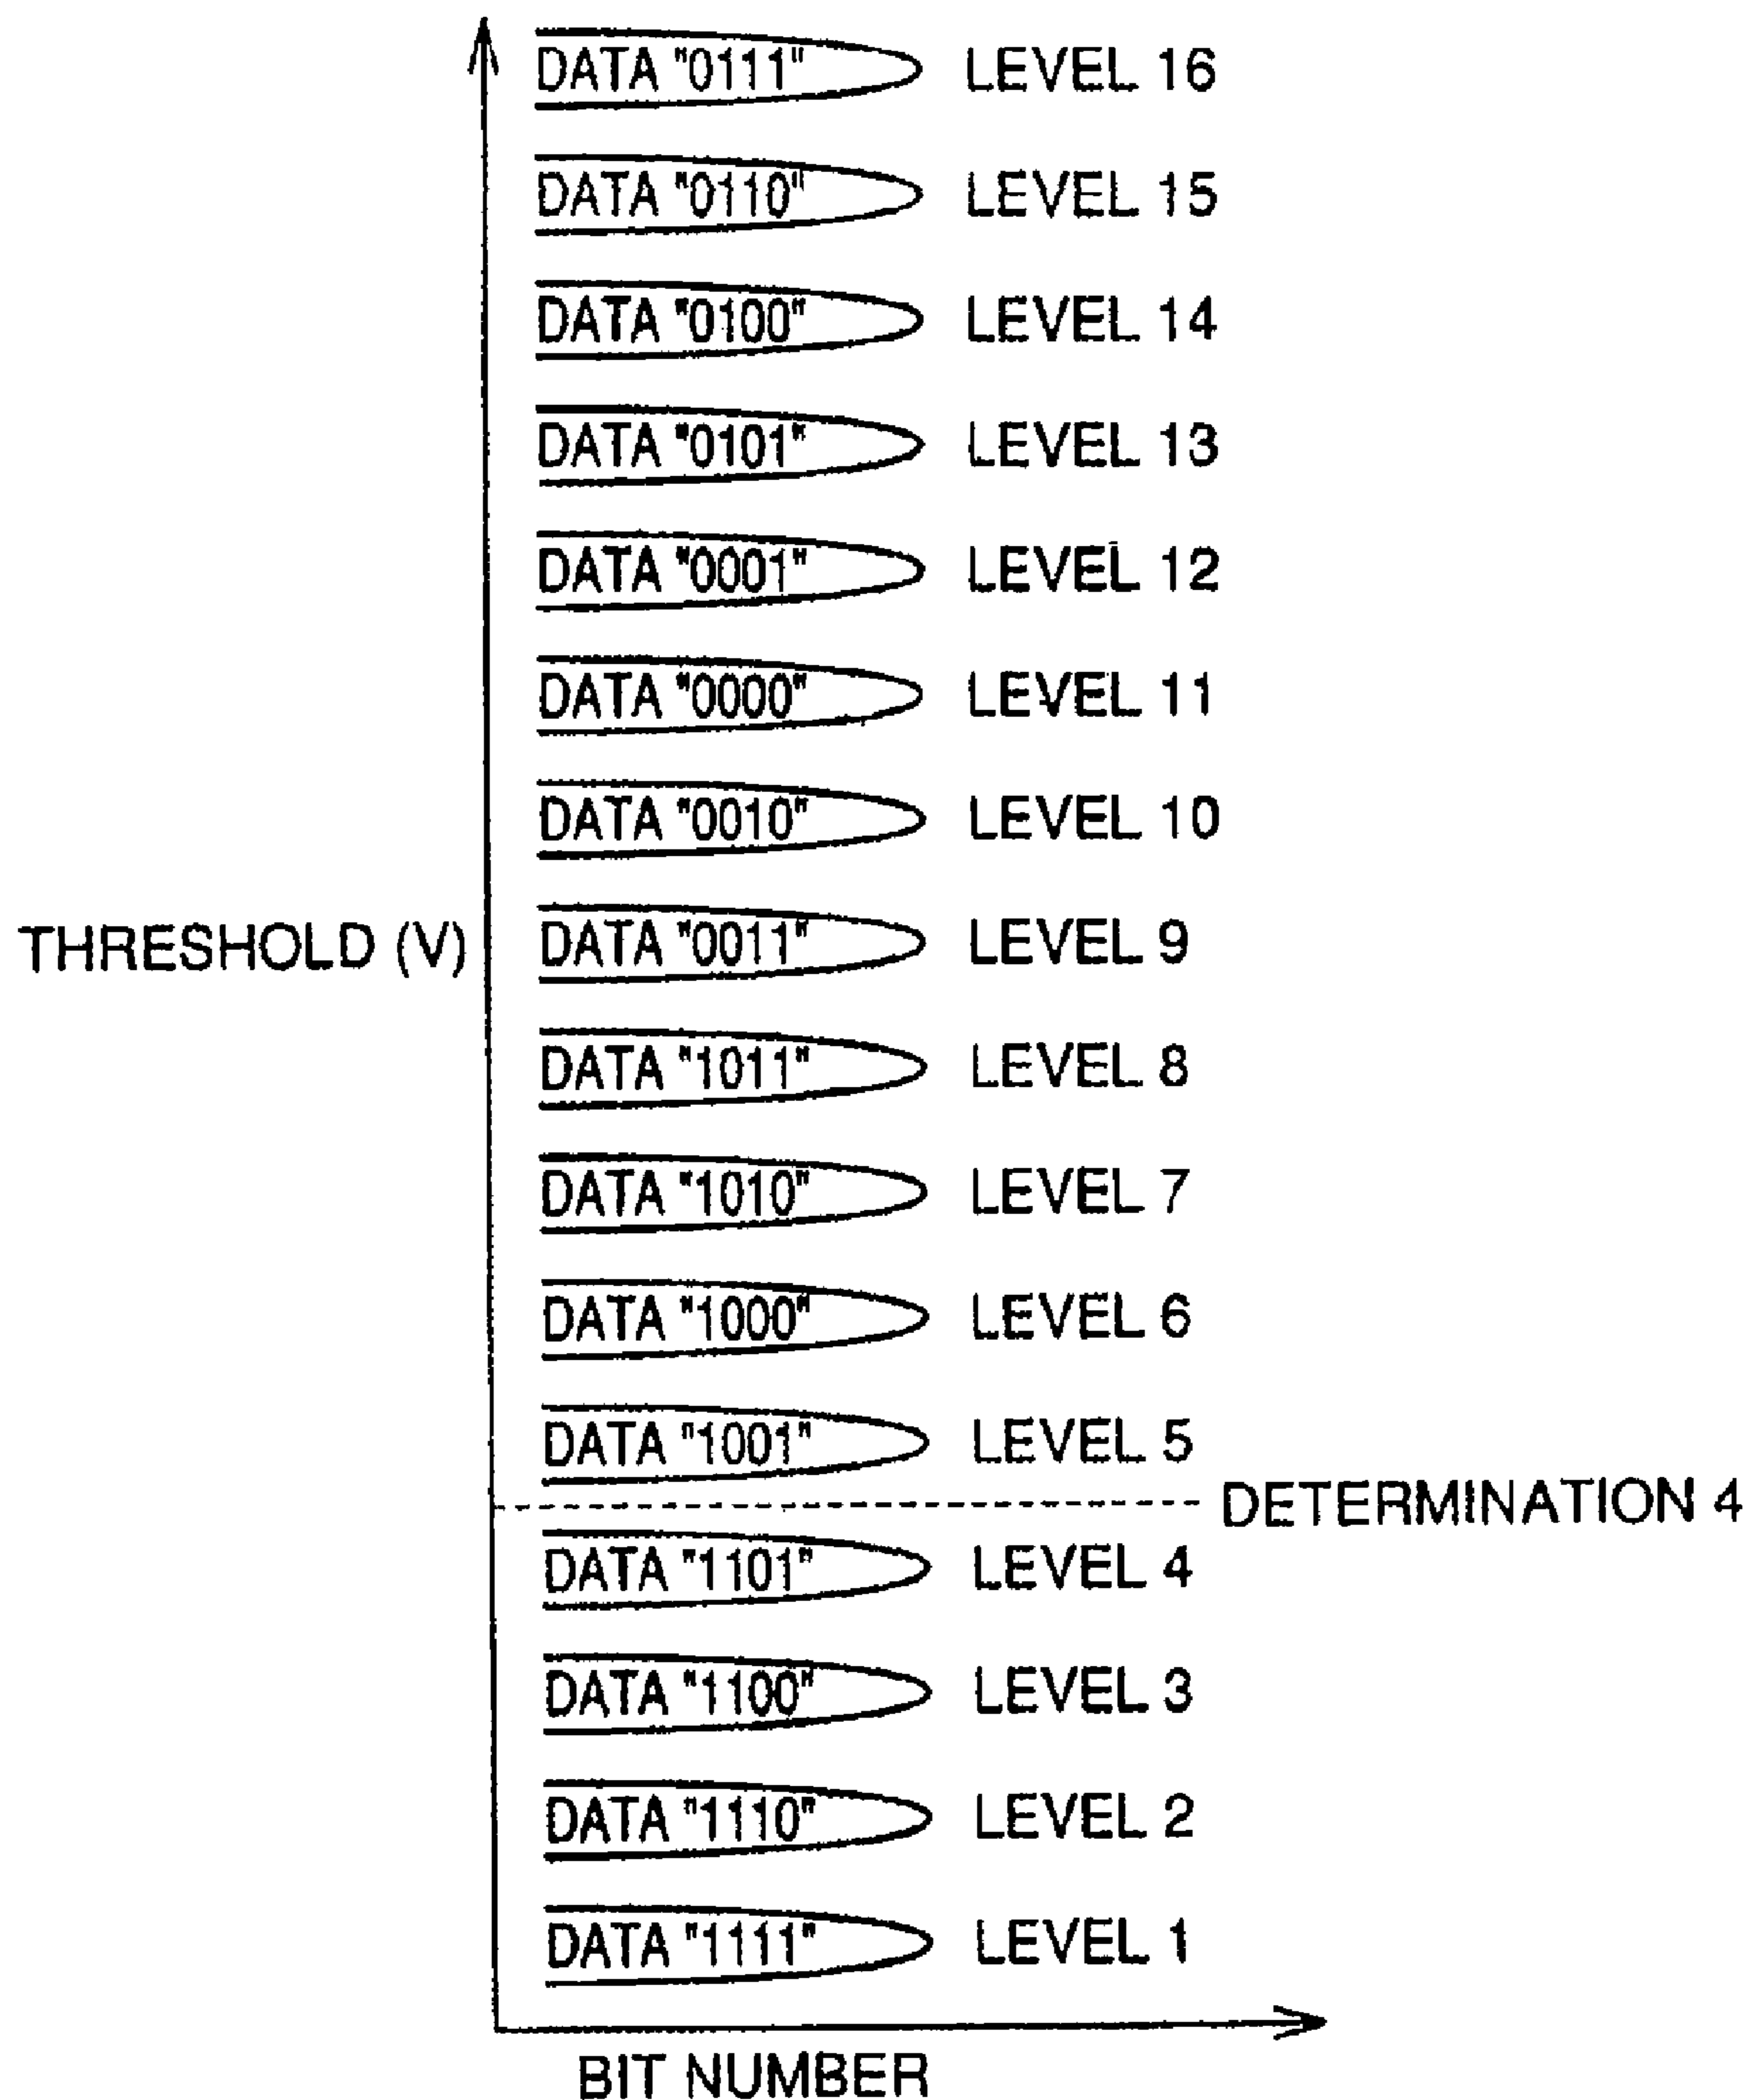 DATA "0111" LEVEL 16
DATA "0110" LEVEL 15
DATA "0100" LEVEL 14
DATA "0101" LEVEL 13
DATA "0001" LEVEL 12
DATA "0000" LEVEL 11
DATA "0010" LEVEL 10
THRESHOLD (V) DATA "0011" LEVEL 9
DATA "1011" LEVEL 8
DATA "1010" LEVEL 7
DATA "1000" LEVEL 6
DATA "1001" LEVEL 5
DETERMINATION 4
DATA "1101" LEVEL 4
DATA "1100" LEVEL 3
DATA "1110" LEVEL 2
DATA "1111" LEVEL 1
BIT NUMBER